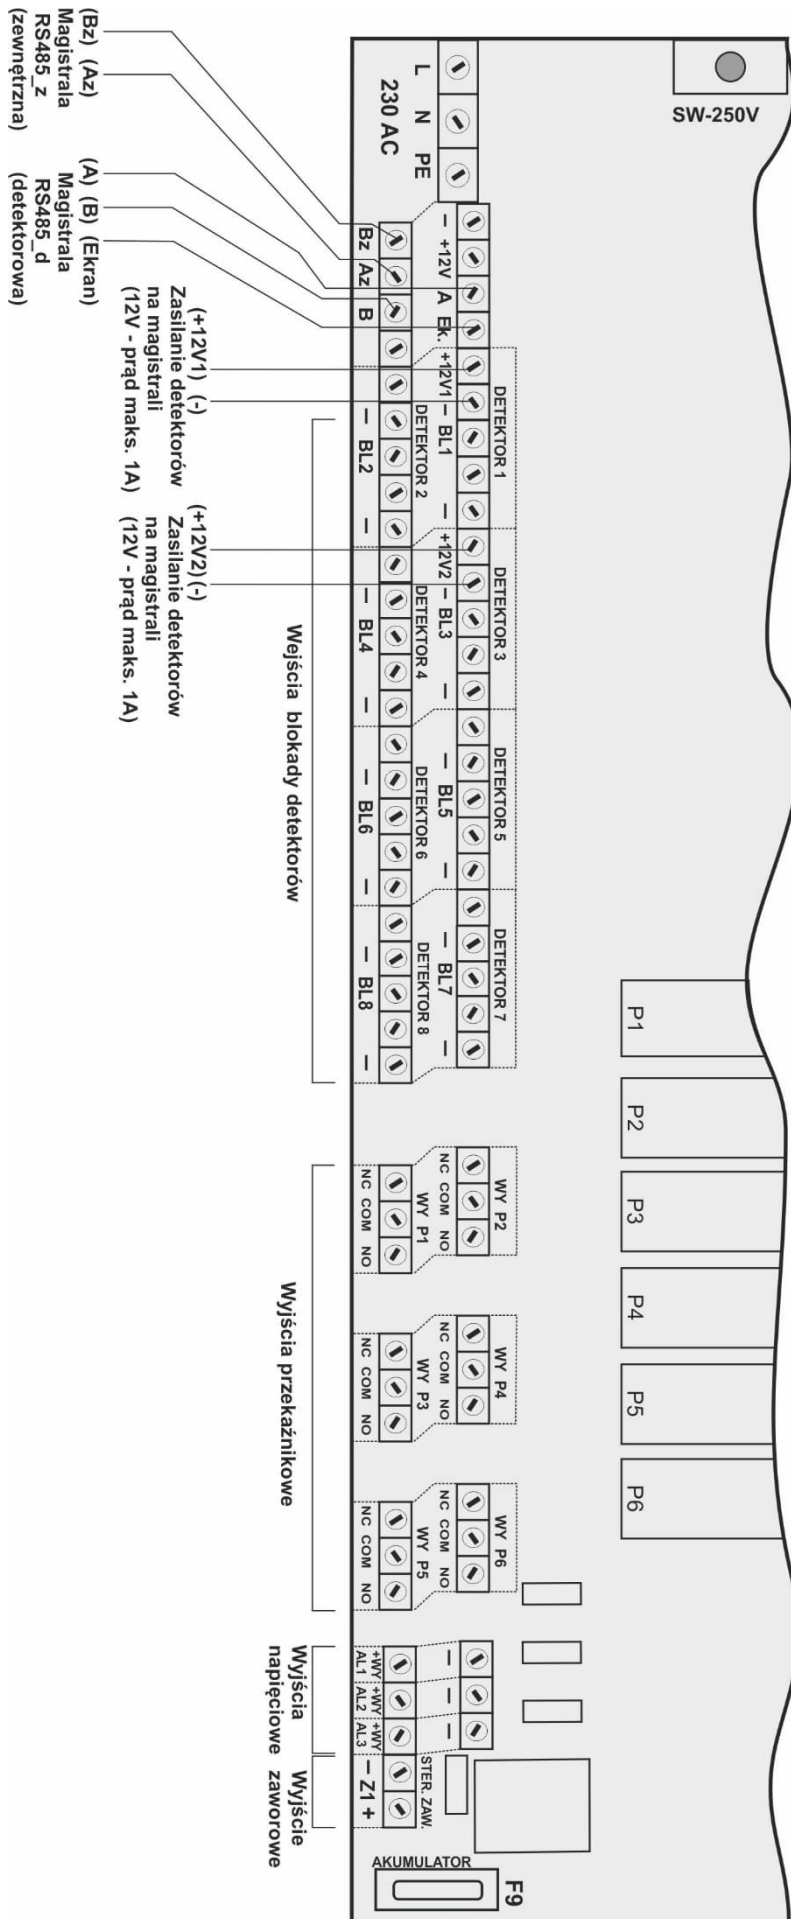 (Bz) (Az)
Magistrala
RS485_z
(zewnętrzna)
(A) (B) (Ekran)
Magistrala
RS485_d
(detektorowa)
(+12V1) (-)
Zasilanie detektorów
na magistrali
(12V - prąd maks. 1A)
(+12V2) (-)
Zasilanie detektorów
na magistrali
(12V - prąd maks. 1A)
Wejścia blokady detektorów
Wyjścia przekaźnikowe
Wyjścia
napięciowe
Wyjście
zaworowe
SW-250V
L N PE
230 AC
– +12V A Ek. +12V1 – BL1 – +12V2 – BL3 – – BL5 – – BL7 –
DETEKTOR 1
DETEKTOR 3
DETEKTOR 5
DETEKTOR 7
Bz Az B – BL2 – – BL4 – – BL6 – – BL8 –
DETEKTOR 2
DETEKTOR 4
DETEKTOR 6
DETEKTOR 8
P1
P2
P3
P4
P5
P6
WY P2
NC COM NO
WY P1
NC COM NO
WY P4
NC COM NO
WY P3
NC COM NO
WY P6
NC COM NO
WY P5
NC COM NO
– – –
+WY +WY +WY
AL1 AL2 AL3
STER. ZAW.
– Z1 +
AKUMULATOR
F9